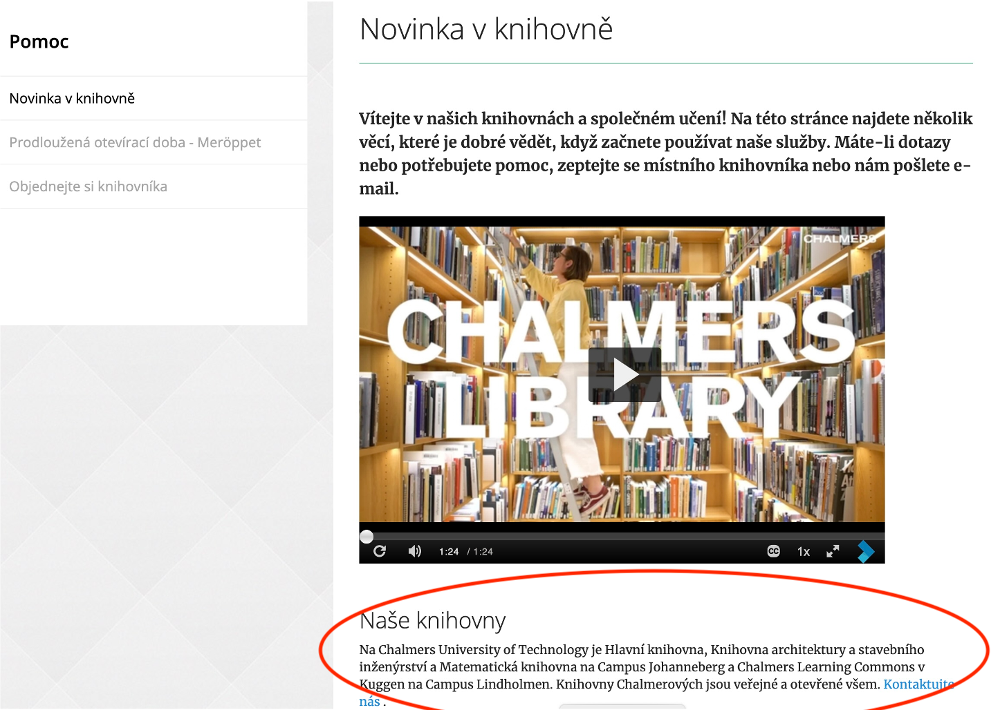 Pomoc
Novinka v knihovně
Prodloužená otevírací doba - Meröppet
Objednejte si knihovníka
Novinka v knihovně
Vítejte v našich knihovnách a společném učení! Na této stránce najdete několik
věcí, které je dobré vědět, když začnete používat naše služby. Máte-li dotazy
nebo potřebujete pomoc, zeptejte se místního knihovníka nebo nám pošlete e-
mail.
CHALMERS
CHALMERS
LIBRARY
1:24 / 1:24
CC 1x
Naše knihovny
Na Chalmers University of Technology je Hlavní knihovna, Knihovna architektury a stavebního
inženýrství a Matematická knihovna na Campus Johanneberg a Chalmers Learning Commons v
Kuggen na Campus Lindholmen. Knihovny Chalmerových jsou veřejné a otevřené všem. Kontaktujte
nás .